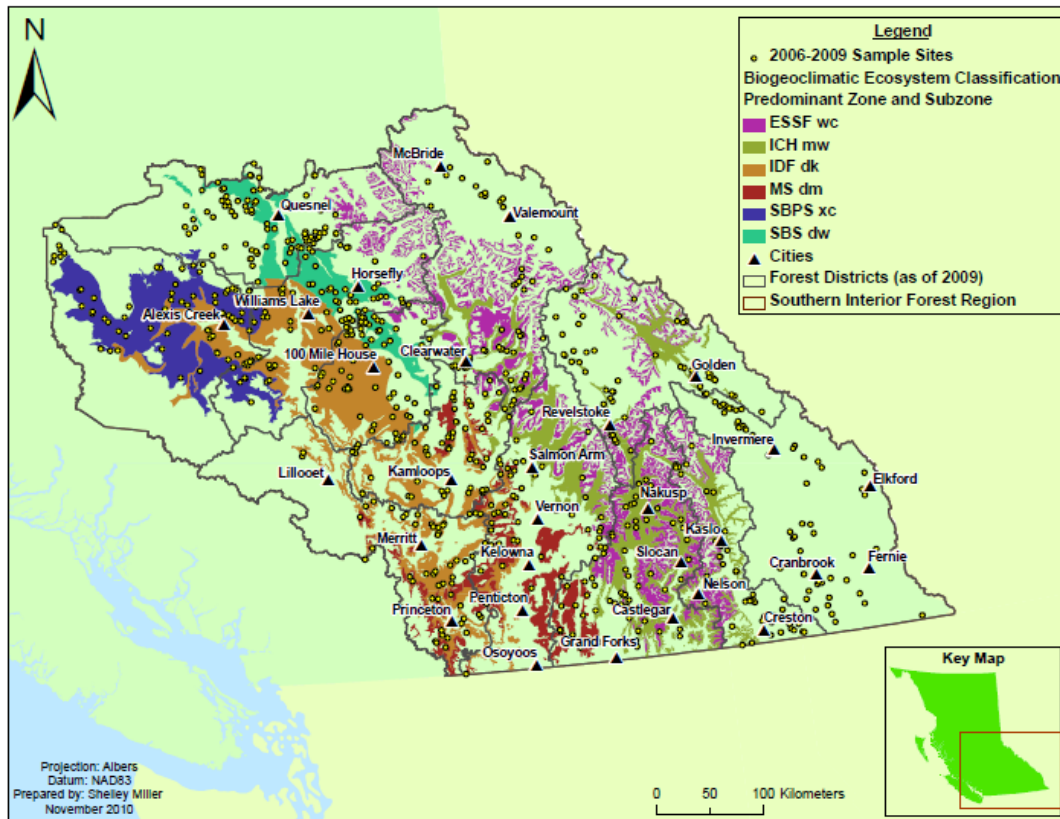 N
Legend
2006-2009 Sample Sites
Biogeoclimatic Ecosystem Classification
Predominant Zone and Subzone
ESSF wc
ICH mw
IDF dk
MS dm
SBPS xc
SBS dw
Cities
Forest Districts (as of 2009)
Southern Interior Forest Region
McBride
Quesnel
Valemount
Horsefly
Williams Lake
Alexis Creek
100 Mile House
Clearwater
Golden
Revelstoke
Invermere
Salmon Arm
Lillooet
Kamloops
Elkford
Nakusp
Vernon
Merritt
Kaslo
Kelowna
Slocan
Cranbrook
Fernie
Nelson
Penticton
Princeton
Castlegar
Creston
Grand Forks
Osoyoos
Key Map
Projection: Albers
Datum: NAD83
Prepared by: Shelley Miller
November 2010
0 50 100 Kilometers